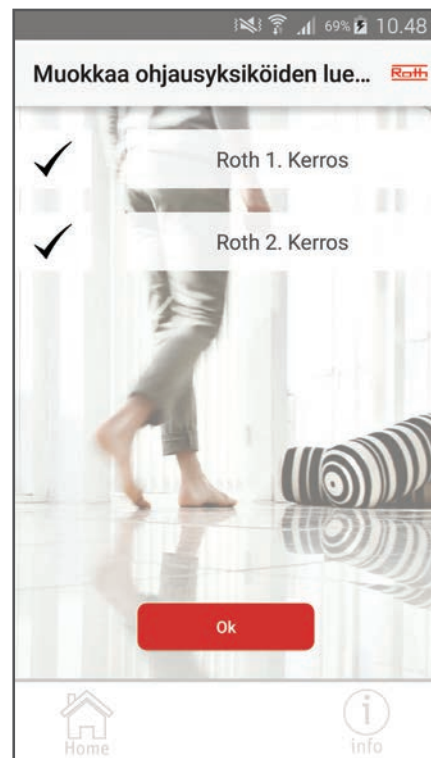 69% 10.48
Muokkaa ohjausyksiköiden lue... Roth
Roth 1. Kerros
Roth 2. Kerros
Ok
Home info